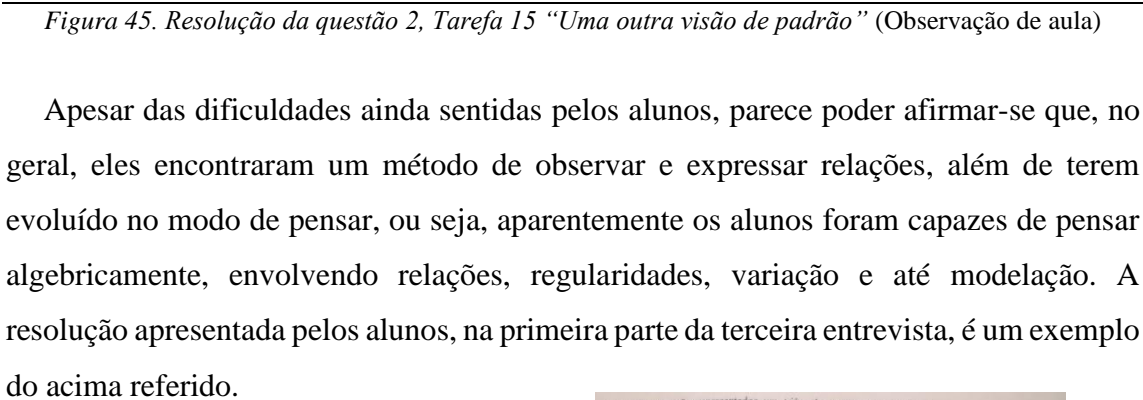 Figura 45. Resolução da questão 2, Tarefa 15 “Uma outra visão de padrão” (Observação de aula)
Apesar das dificuldades ainda sentidas pelos alunos, parece poder afirmar-se que, no
geral, eles encontraram um método de observar e expressar relações, além de terem
evoluído no modo de pensar, ou seja, aparentemente os alunos foram capazes de pensar
algebricamente, envolvendo relações, regularidades, variação e até modelação. A
resolução apresentada pelos alunos, na primeira parte da terceira entrevista, é um exemplo
do acima referido.